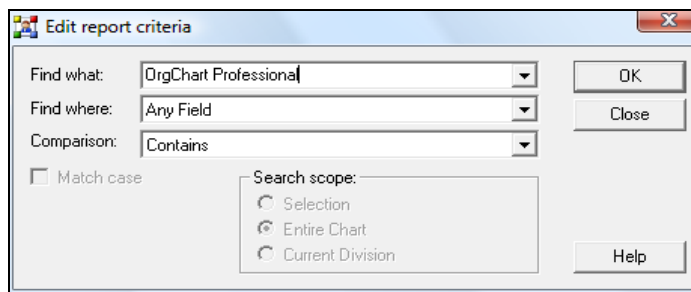 Edit report criteria
Find what: OrgChart Professional OK
Find where: Any Field Close
Comparison: Contains
Match case Search scope:
Selection
Entire Chart
Current Division Help